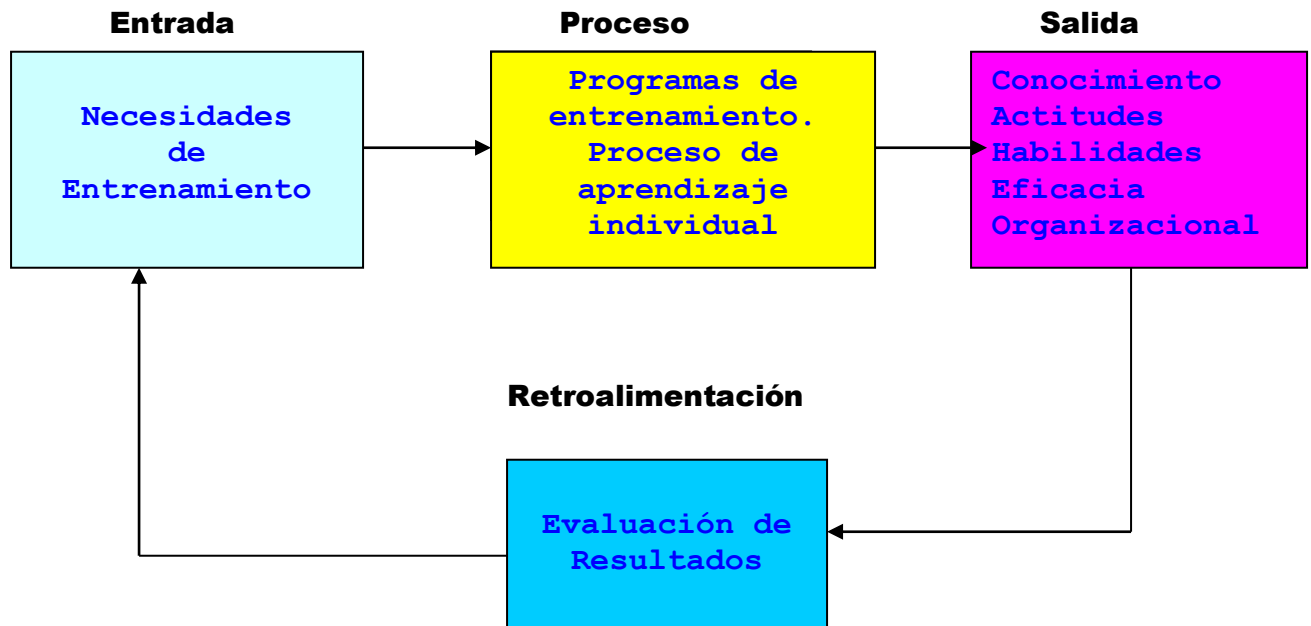 Entrada
Necesidades
de
Entrenamiento
Proceso
Programas de
entrenamiento.
Proceso de
aprendizaje
individual
Salida
Conocimiento
Actitudes
Habilidades
Eficacia
Organizacional
Retroalimentación
Evaluación de
Resultados